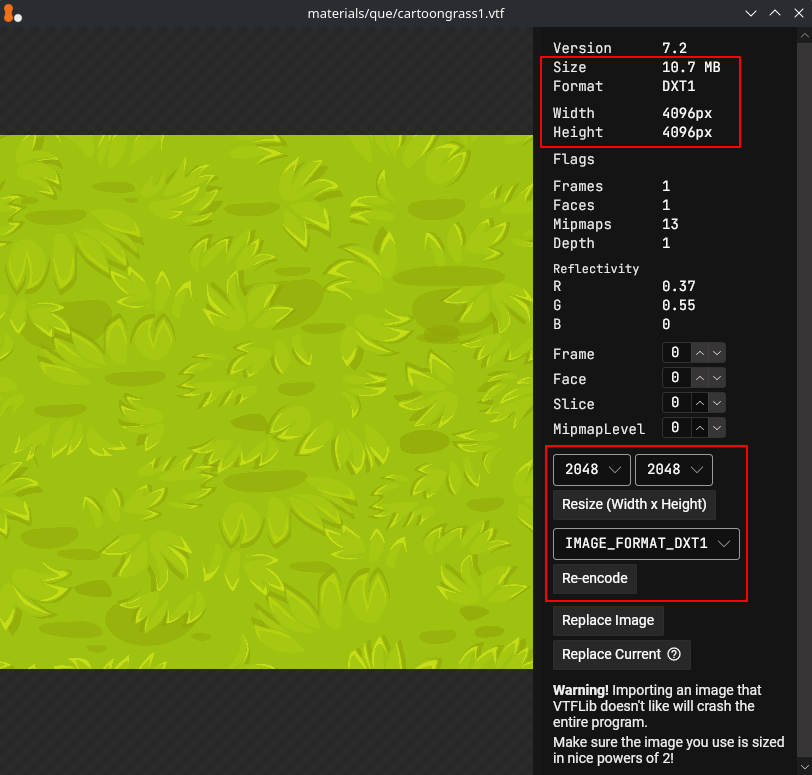 materials/que/cartoongrass1.vtf
Version 7.2
Size 10.7 MB
Format DXT1
Width 4096px
Height 4096px
Flags
Frames 1
Faces 1
Mipmaps 13
Depth 1
Reflectivity
R 0.37
G 0.55
B 0
Frame 0
Face 0
Slice 0
MipmapLevel 0
2048 2048
Resize (Width x Height)
IMAGE_FORMAT_DXT1
Re-encode
Replace Image
Replace Current ?
Warning! Importing an image that
VTFLib doesn't like will crash the
entire program.
Make sure the image you use is sized
in nice powers of 2!